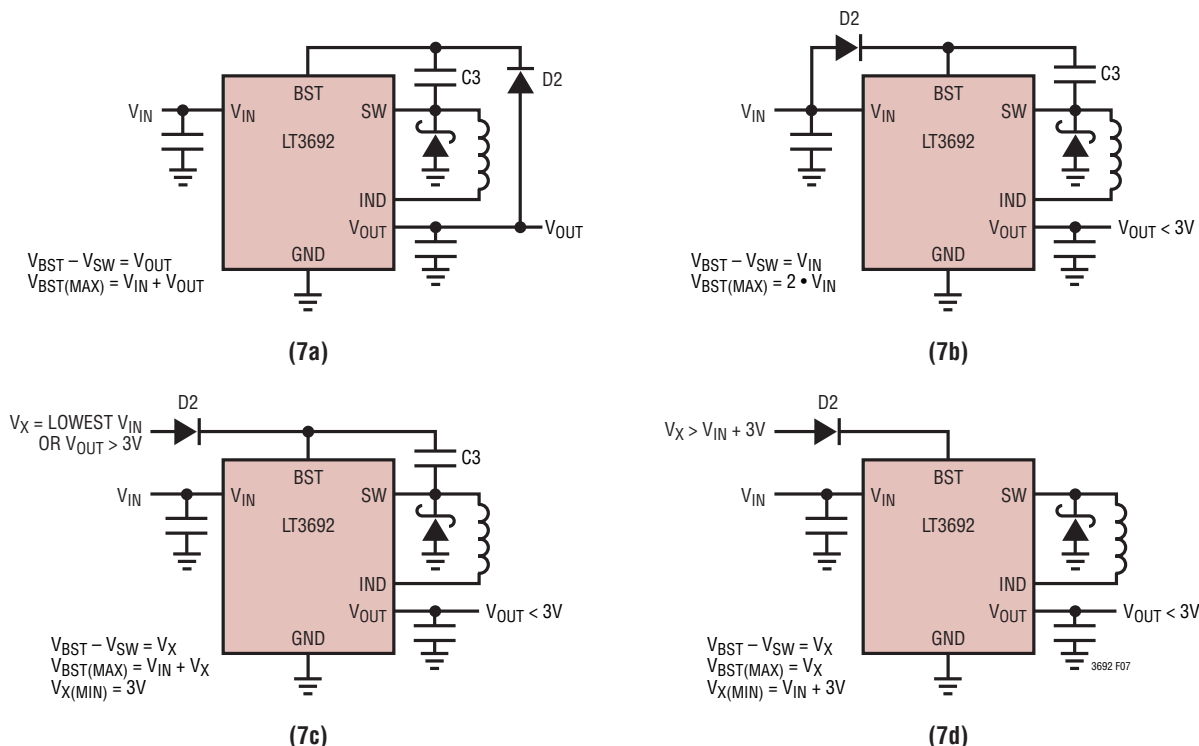 D2
C3
D2
BST
V_IN
V_IN
SW
LT3692
IND
V_OUT
V_OUT
GND
V_BST – V_SW = V_OUT
V_BST(MAX) = V_IN + V_OUT
(7a)
D2
C3
BST
V_IN
V_IN
SW
LT3692
IND
V_OUT
V_OUT < 3V
GND
V_BST – V_SW = V_IN
V_BST(MAX) = 2 • V_IN
(7b)
D2
V_X = LOWEST V_IN
OR V_OUT > 3V
C3
BST
V_IN
V_IN
SW
LT3692
IND
V_OUT
V_OUT < 3V
GND
V_BST – V_SW = V_X
V_BST(MAX) = V_IN + V_X
V_X(MIN) = 3V
(7c)
D2
V_X > V_IN + 3V
BST
V_IN
V_IN
SW
LT3692
IND
V_OUT
V_OUT < 3V
GND
V_BST – V_SW = V_X
V_BST(MAX) = V_X
V_X(MIN) = V_IN + 3V
3692 F07
(7d)